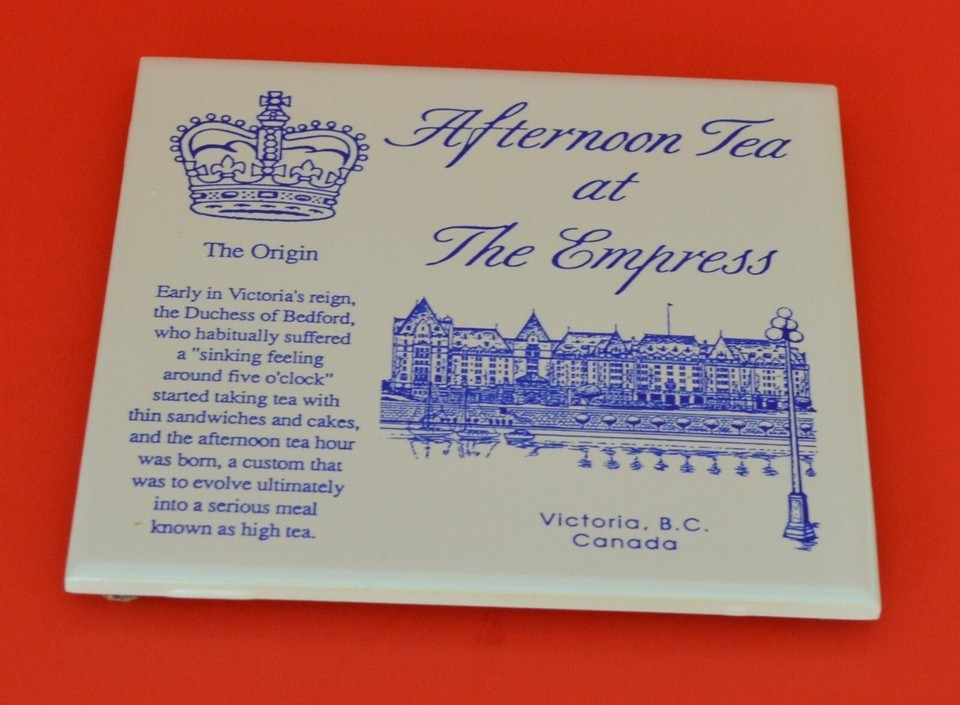 Afternoon Tea
at
The Empress
The Origin
Early in Victoria's reign,
the Duchess of Bedford,
who habitually suffered
a "sinking feeling
around five o'clock"
started taking tea with
thin sandwiches and cakes,
and the afternoon tea hour
was born, a custom that
was to evolve ultimately
into a serious meal
known as high tea.
Victoria, B.C.
Canada